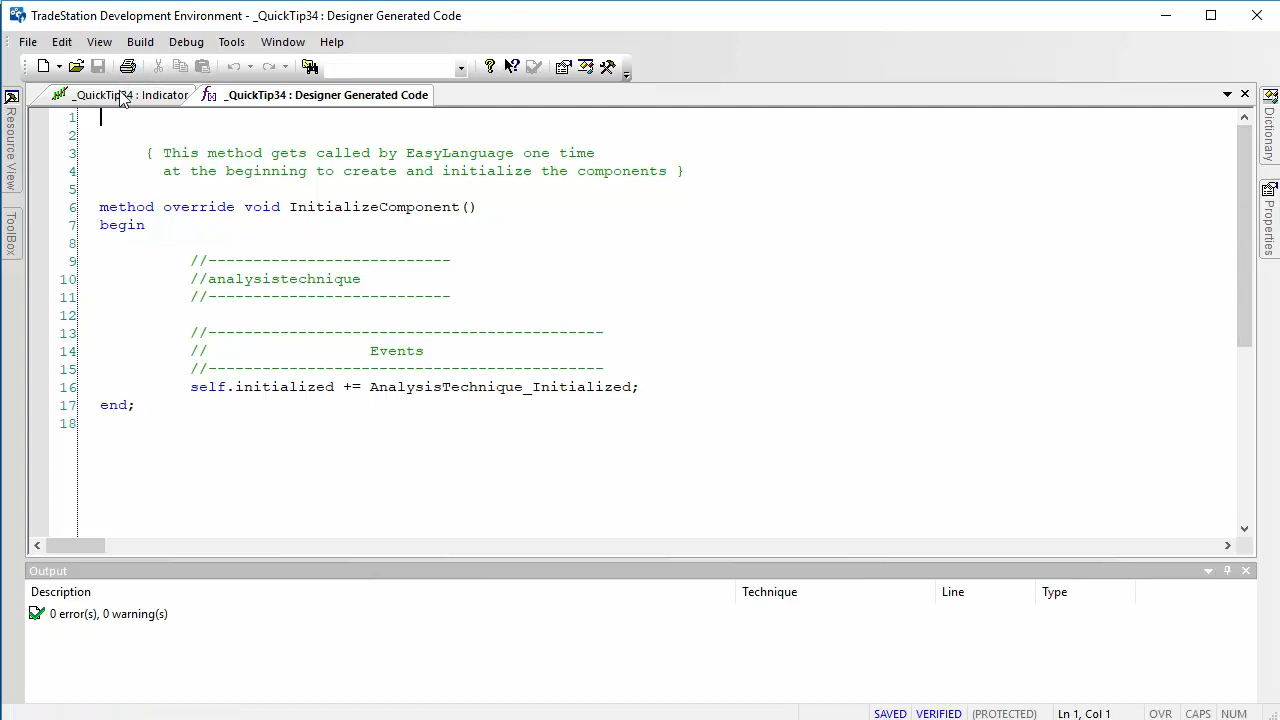 TradeStation Development Environment - _QuickTip34 : Designer Generated Code
File Edit View Build Debug Tools Window Help
_QuickTip34 : Indicator _QuickTip34 : Designer Generated Code
Resource View
ToolBox
Dictionary
Properties
1
2
3 { This method gets called by EasyLanguage one time
4 at the beginning to create and initialize the components }
5
6 method override void InitializeComponent()
7 begin
8
9 //---------------------------
10 //analysistechnique
11 //---------------------------
12
13 //--------------------------------------------
14 // Events
15 //--------------------------------------------
16 self.initialized += AnalysisTechnique_Initialized;
17 end;
18
Output
Description Technique Line Type
0 error(s), 0 warning(s)
SAVED VERIFIED (PROTECTED) Ln 1, Col 1 OVR CAPS NUM